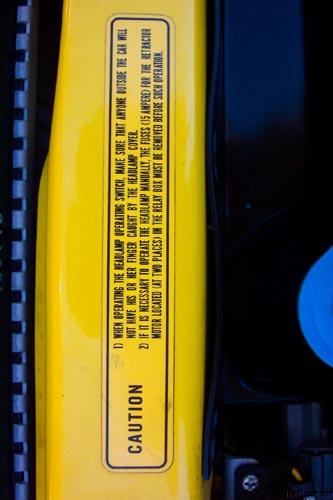 CAUTION
1) WHEN OPERATING THE HEADLAMP OPERATING SWITCH, MAKE SURE THAT ANYONE OUTSIDE THE CAR WILL
NOT HAVE HIS OR HER FINGER CAUGHT BY THE HEADLAMP COVER.
2) IF IT IS NECESSARY TO OPERATE THE HEADLAMP MANUALLY, THE FUSES (15 AMPERE) FOR THE RETRACTOR
MOTOR LOCATED (AT TWO PLACES) IN THE RELAY BOX MUST BE REMOVED BEFORE SUCH OPERATION.